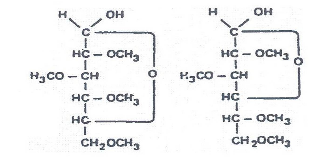 H OH H OH
C C
HC OCH₃ HC OCH₃
H₃CO CH O H₃CO CH O
HC OCH₃ HC
HC HC OCH₃
CH₂OCH₃ CH₂OCH₃